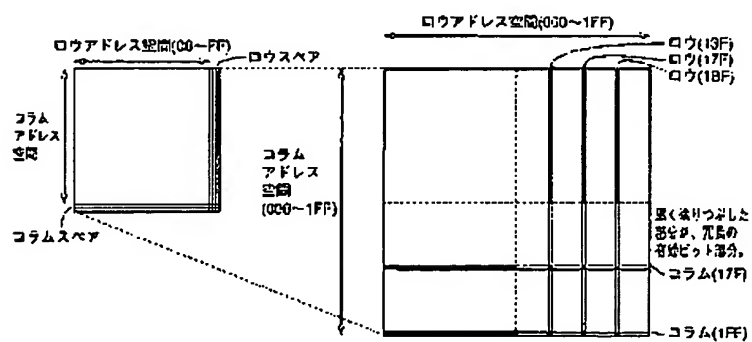 ロウアドレス空間(00～FF)
ロウスペア
コラム
アドレス
空間
コラムスペア
ロウアドレス空間(000～1FF)
ロウ(13F)
ロウ(17F)
ロウ(1BF)
コラム
アドレス
空間
(000～1FF)
黒く塗りつぶした
部分が、冗長の
有効ビット部分。
コラム(17F)
コラム(1FF)